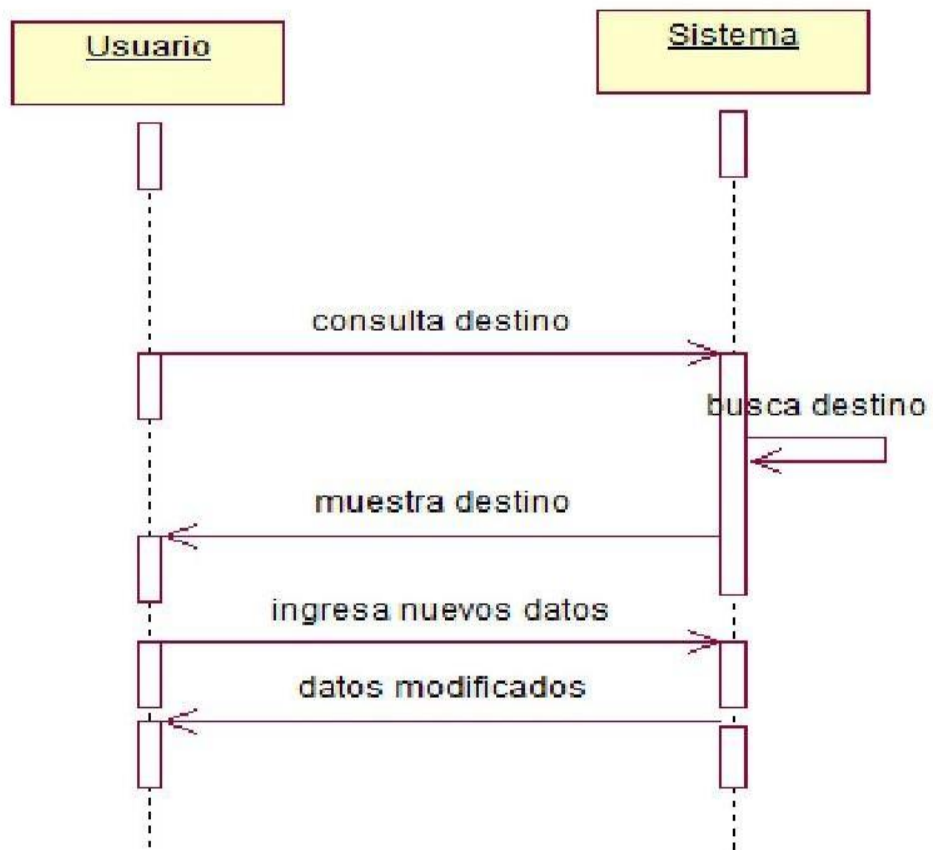 Usuario
Sistema
consulta destino
busca destino
muestra destino
ingresa nuevos datos
datos modificados